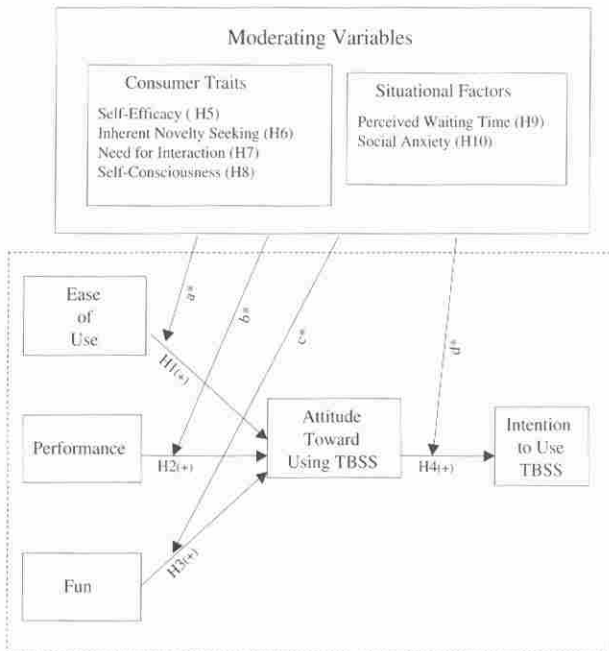 Moderating Variables
Consumer Traits
Self-Efficacy ( H5)
Inherent Novelty Seeking (H6)
Need for Interaction (H7)
Self-Consciousness (H8)
Situational Factors
Perceived Waiting Time (H9)
Social Anxiety (H10)
a*
b*
c*
d*
Ease
of
Use
H1(+)
Performance
H2(+)
Attitude
Toward
Using TBSS
H4(+)
Intention
to Use
TBSS
Fun
H3(+)